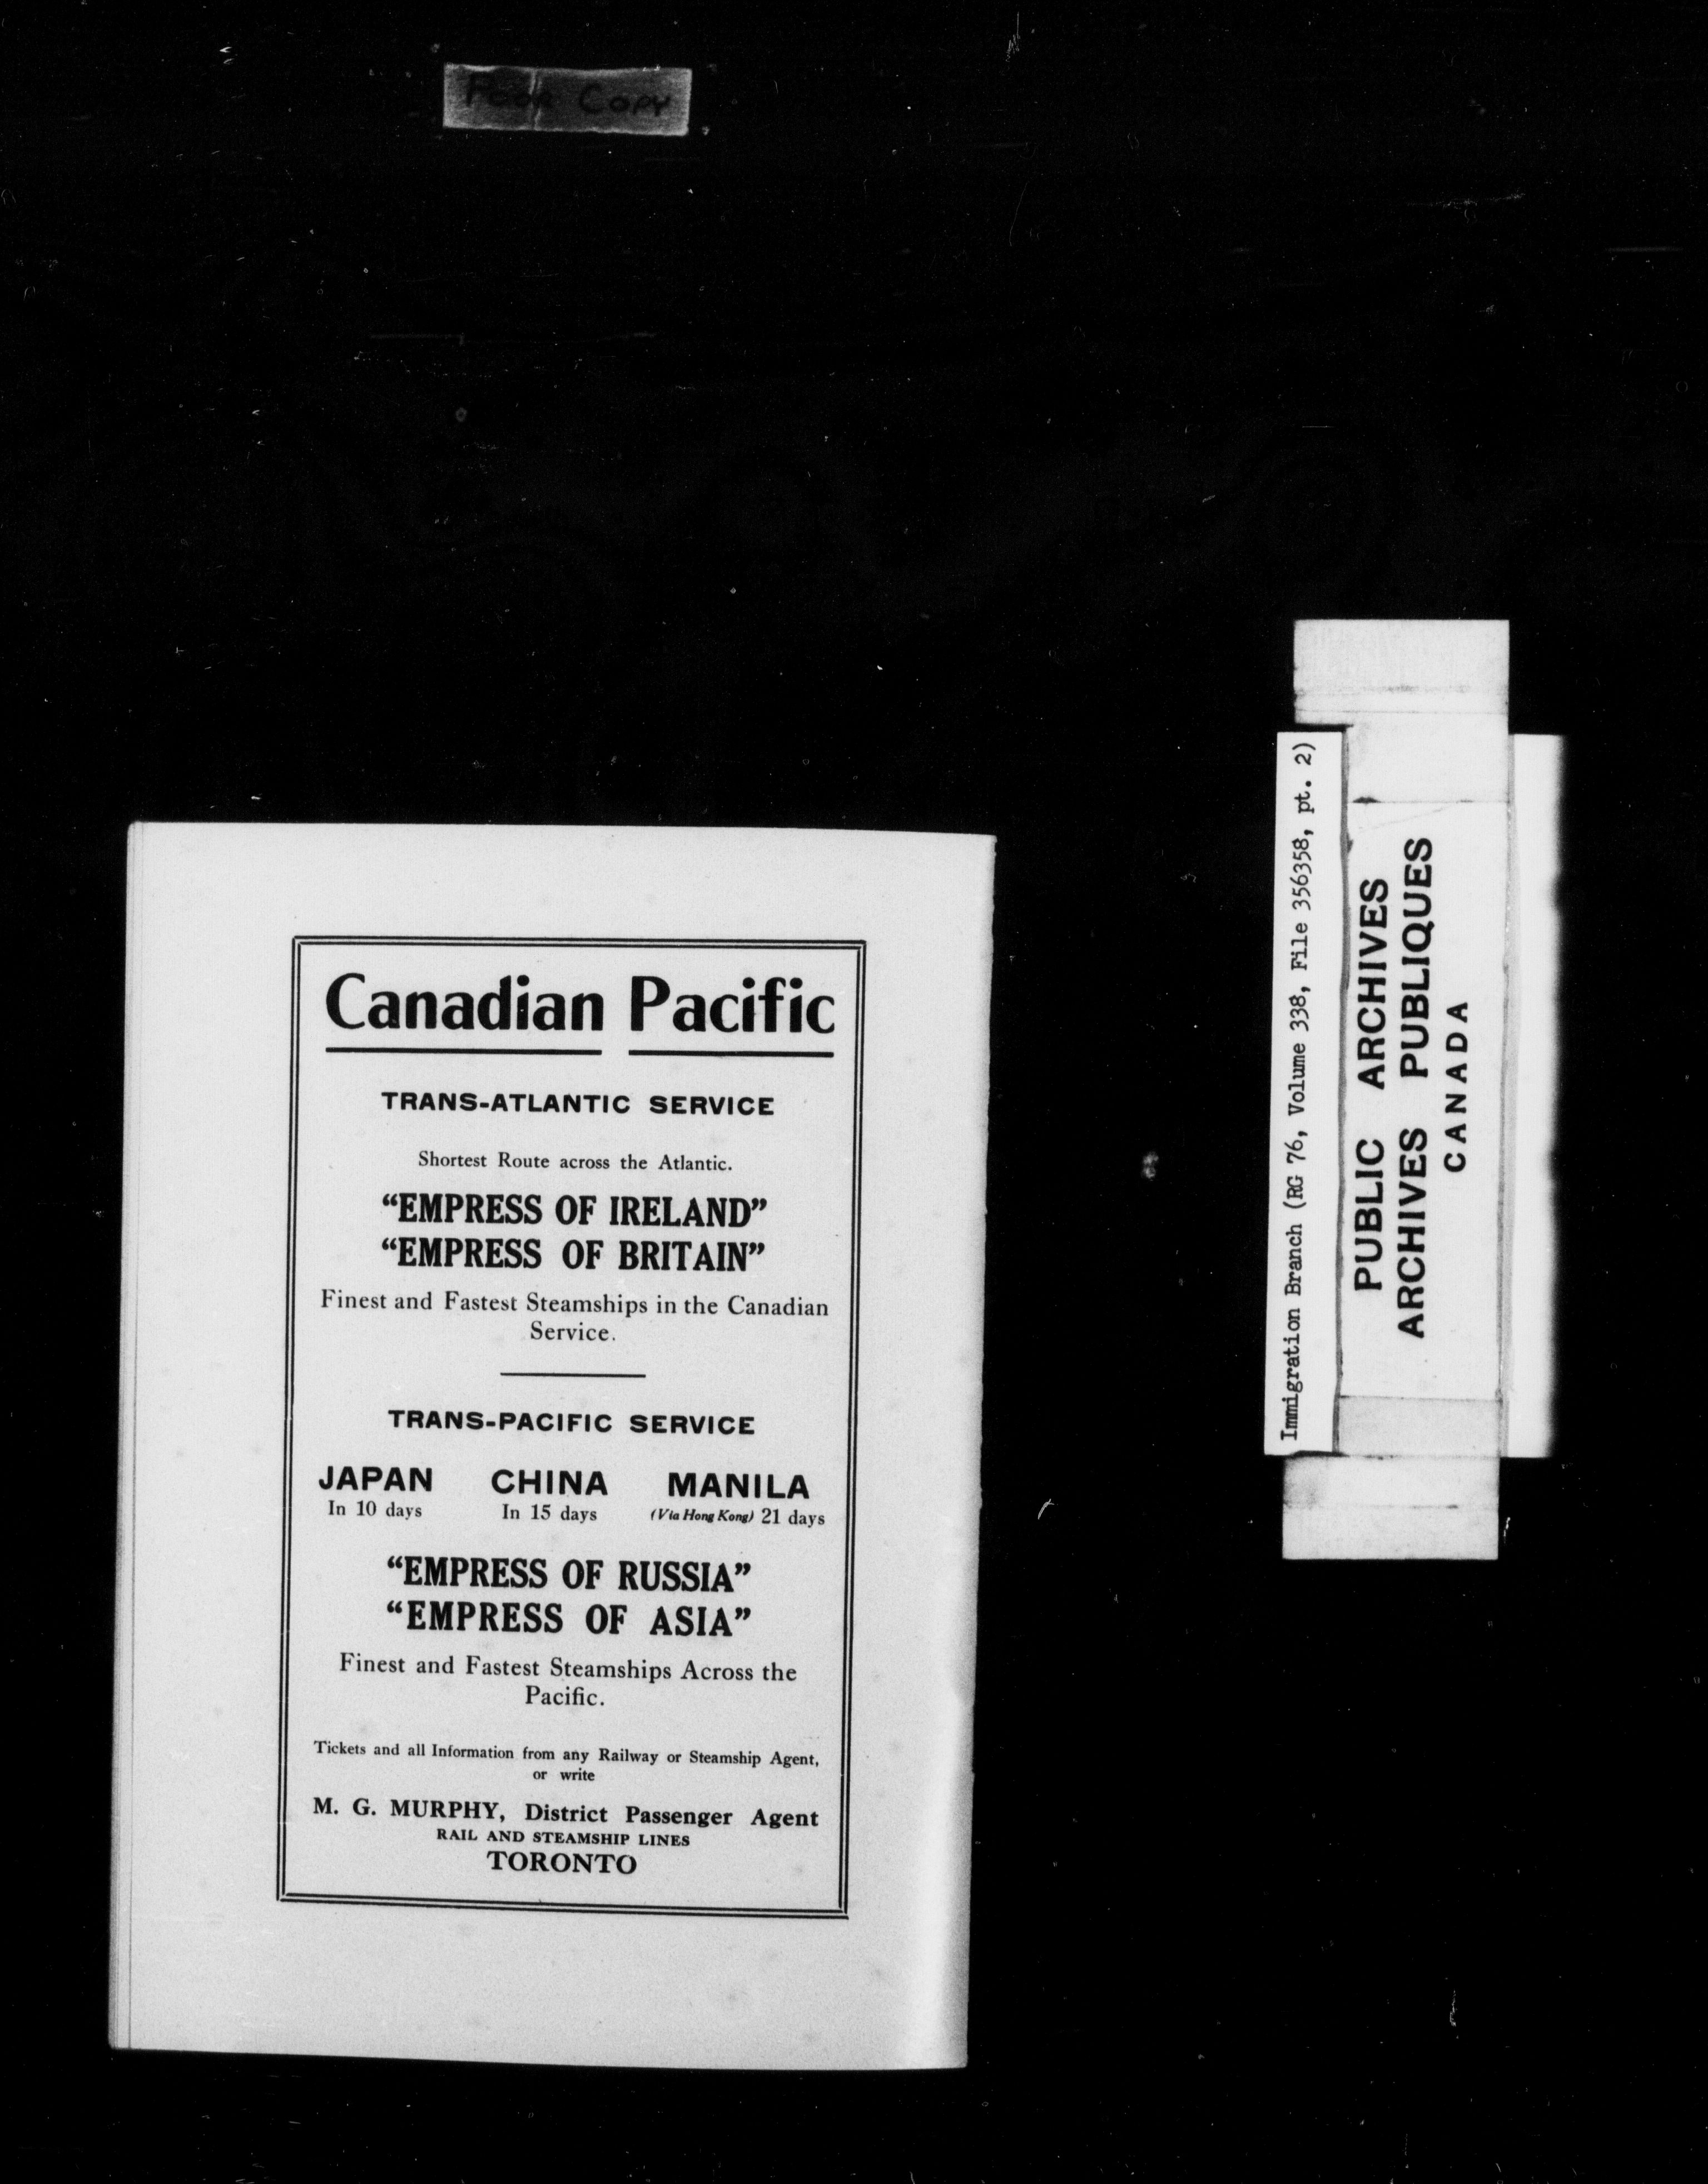 Poor Copy
Canadian Pacific
TRANS-ATLANTIC SERVICE
Shortest Route across the Atlantic.
“EMPRESS OF IRELAND”
“EMPRESS OF BRITAIN”
Finest and Fastest Steamships in the Canadian
Service.
TRANS-PACIFIC SERVICE
JAPAN CHINA MANILA
In 10 days In 15 days (Via Hong Kong) 21 days
“EMPRESS OF RUSSIA”
“EMPRESS OF ASIA”
Finest and Fastest Steamships Across the
Pacific.
Tickets and all Information from any Railway or Steamship Agent,
or write
M. G. MURPHY, District Passenger Agent
RAIL AND STEAMSHIP LINES
TORONTO
Immigration Branch (RG 76, Volume 338, File 356358, pt. 2)
PUBLIC ARCHIVES
ARCHIVES PUBLIQUES
CANADA